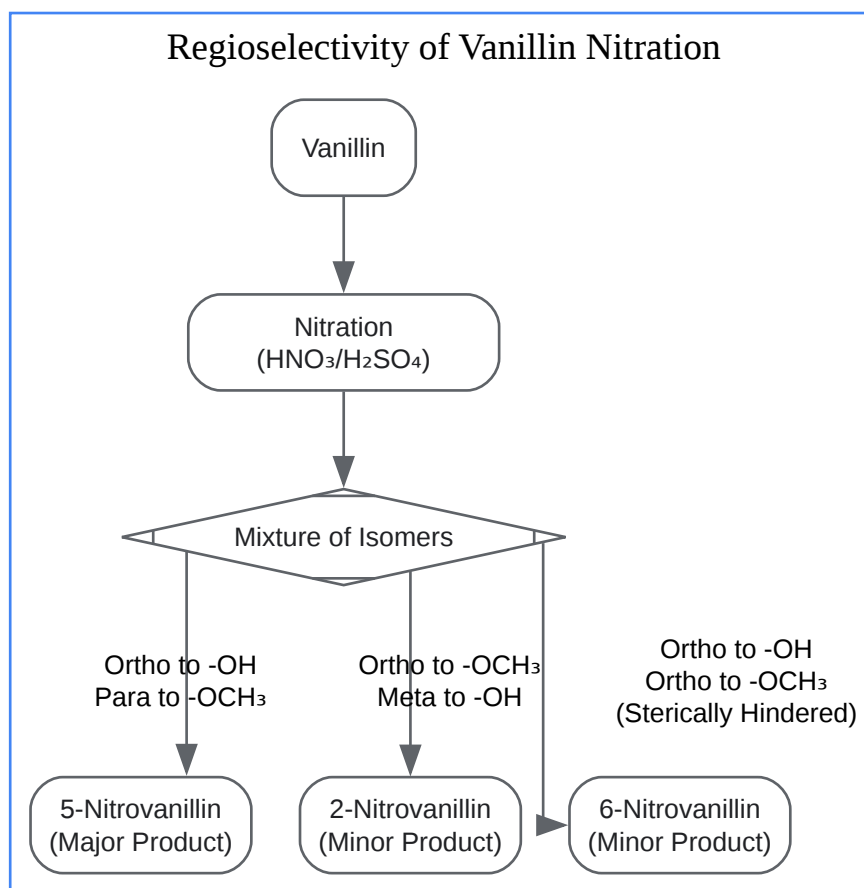 Regioselectivity of Vanillin Nitration
Vanillin
Nitration
(HNO₃/H₂SO₄)
Mixture of Isomers
Ortho to -OH
Para to -OCH₃
Ortho to -OCH₃
Meta to -OH
Ortho to -OH
Ortho to -OCH₃
(Sterically Hindered)
5-Nitrovanillin
(Major Product)
2-Nitrovanillin
(Minor Product)
6-Nitrovanillin
(Minor Product)